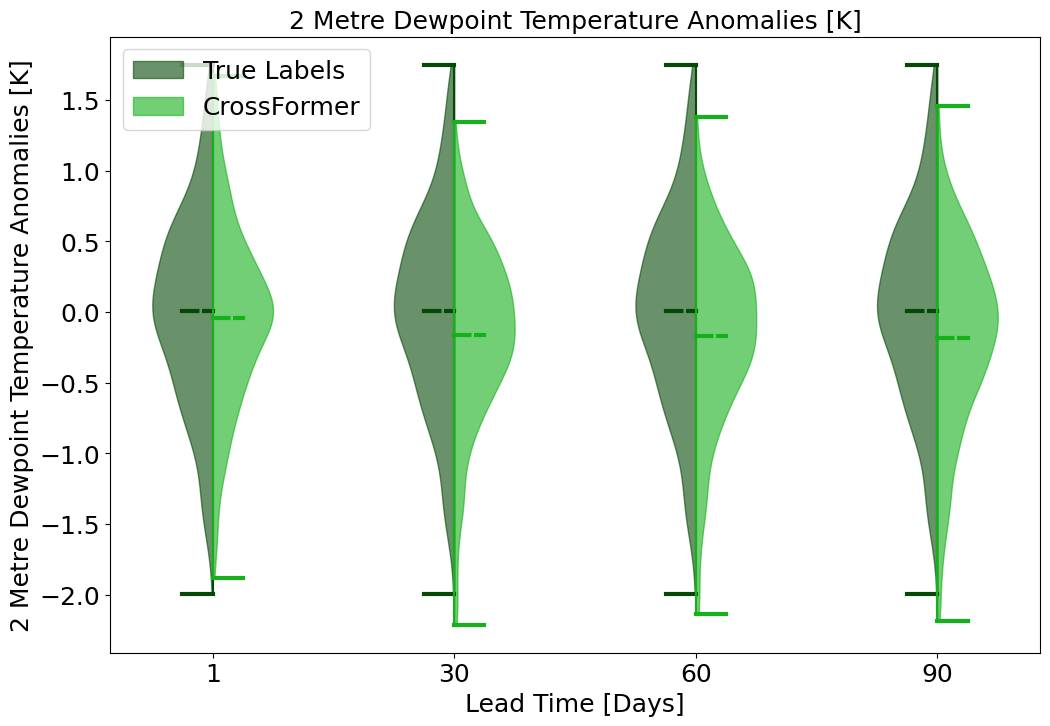 2 Metre Dewpoint Temperature Anomalies [K]
True Labels
CrossFormer
2 Metre Dewpoint Temperature Anomalies [K]
1.5
1.0
0.5
0.0
−0.5
−1.0
−1.5
−2.0
1 30 60 90
Lead Time [Days]